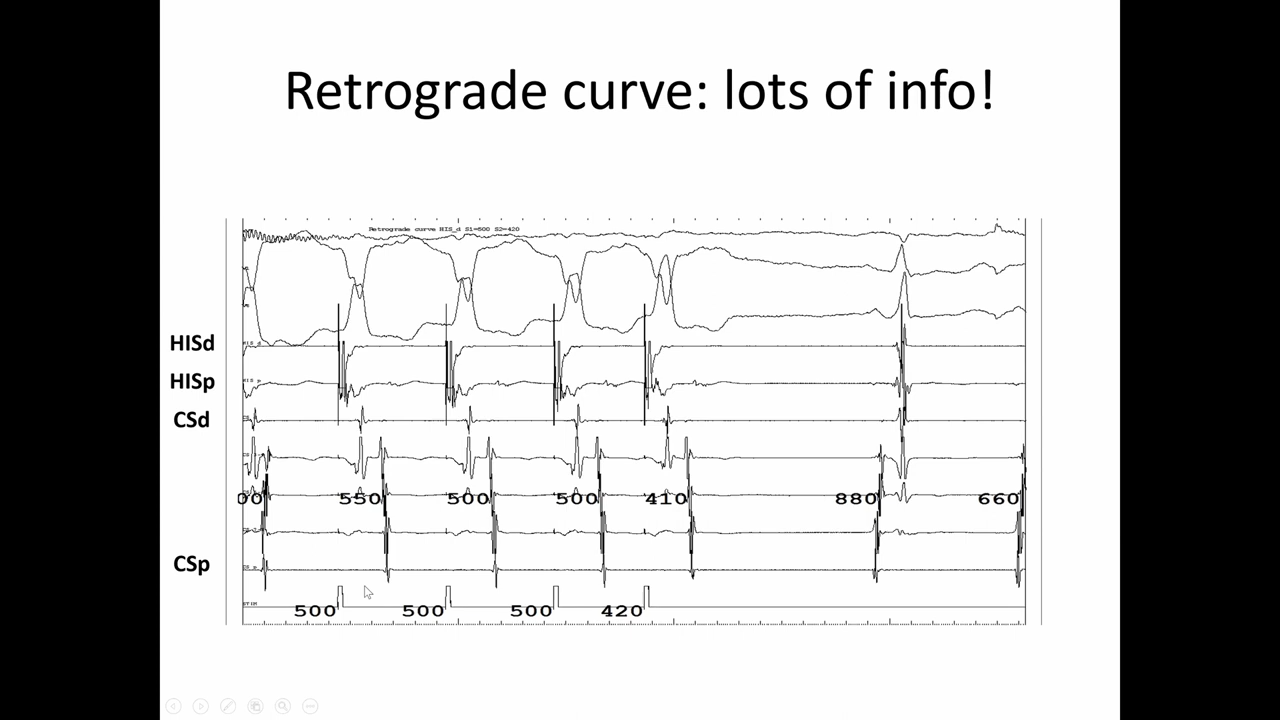 Retrograde curve: lots of info!
Retrograde curve HIS_d S1=500 S2=420
HISd
HISp
CSd
00 550 500 500 410 880 660
CSp
500 500 500 420